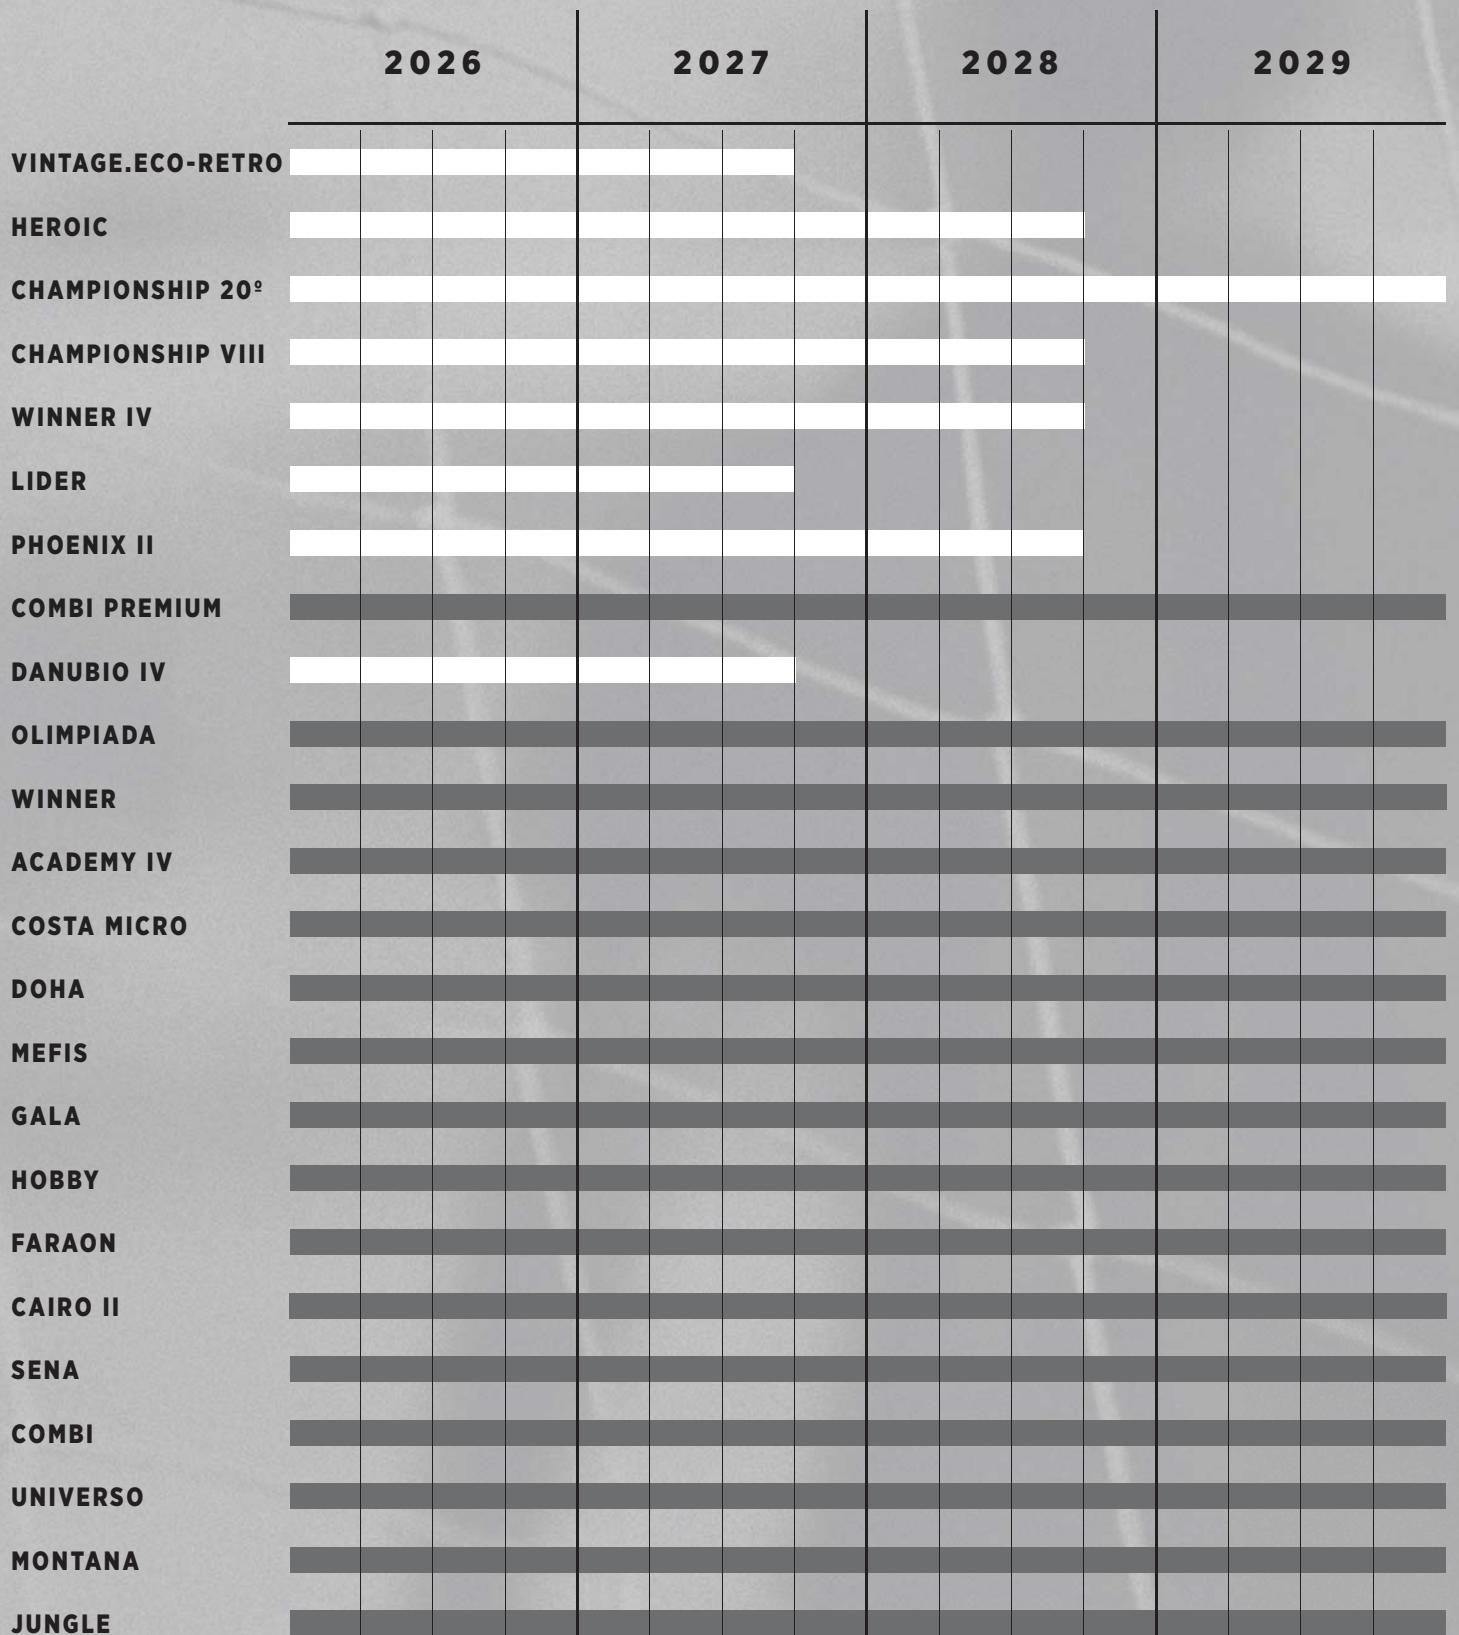 2026 2027 2028 2029
VINTAGE.ECO-RETRO
HEROIC
CHAMPIONSHIP 20º
CHAMPIONSHIP VIII
WINNER IV
LIDER
PHOENIX II
COMBI PREMIUM
DANUBIO IV
OLIMPIADA
WINNER
ACADEMY IV
COSTA MICRO
DOHA
MEFIS
GALA
HOBBY
FARAON
CAIRO II
SENA
COMBI
UNIVERSO
MONTANA
JUNGLE